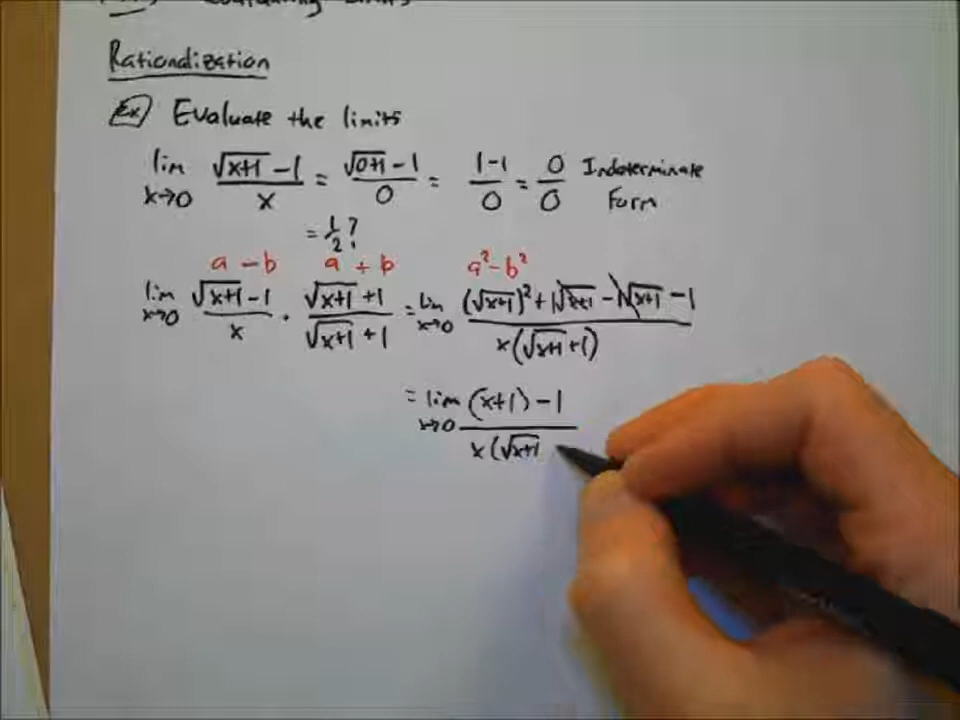 Rationalization
Ex Evaluate the limits
lim x→0 √(x+1) - 1 / x = √(0+1) - 1 / 0 = 1-1 / 0 = 0/0 Indeterminate Form
= 1/2 ?
a - b a + b a² - b²
lim x→0 √(x+1) - 1 / x · √(x+1) + 1 / √(x+1) + 1 = lim x→0 (√(x+1))² + 1√(x+1) - 1√(x+1) - 1 / x(√(x+1) + 1)
= lim x→0 (x+1) - 1 / x(√(x+1)